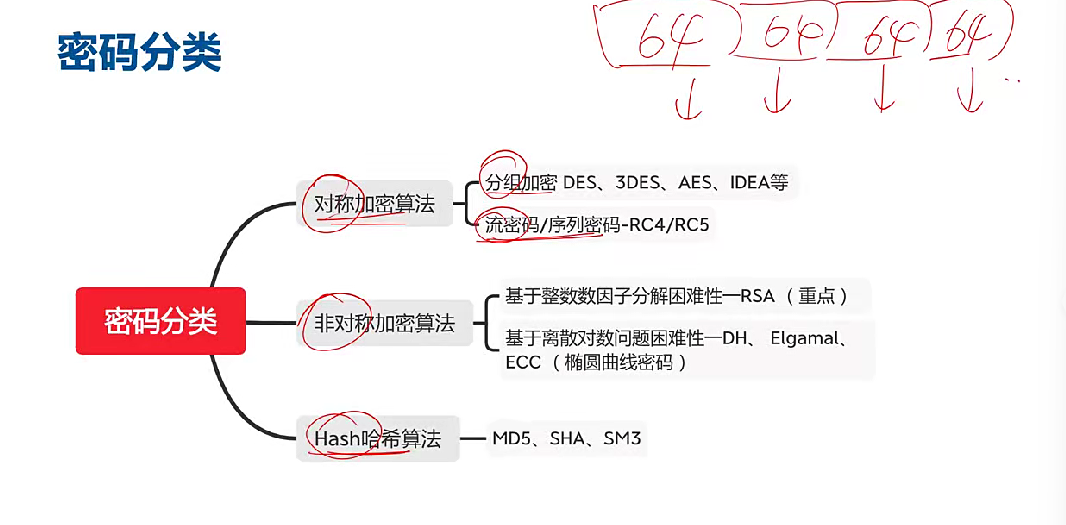 密码分类
64 64 64 64
对称加密算法
分组加密 DES、3DES、AES、IDEA等
流密码/序列密码-RC4/RC5
密码分类
非对称加密算法
基于整数数因子分解困难性—RSA（重点）
基于离散对数问题困难性—DH、 Elgamal、
ECC（椭圆曲线密码）
Hash哈希算法
MD5、SHA、SM3